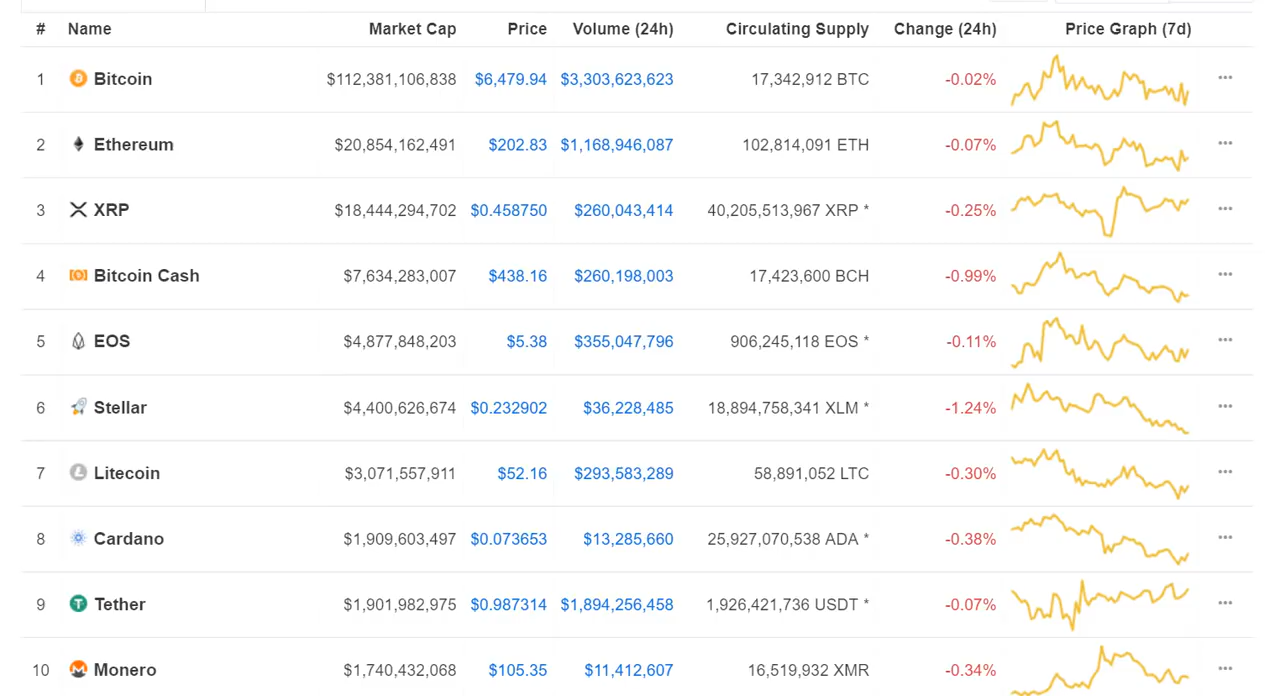 # Name Market Cap Price Volume (24h) Circulating Supply Change (24h) Price Graph (7d)
1 Bitcoin $112,381,106,838 $6,479.94 $3,303,623,623 17,342,912 BTC -0.02%
2 Ethereum $20,854,162,491 $202.83 $1,168,946,087 102,814,091 ETH -0.07%
3 XRP $18,444,294,702 $0.458750 $260,043,414 40,205,513,967 XRP * -0.25%
4 Bitcoin Cash $7,634,283,007 $438.16 $260,198,003 17,423,600 BCH -0.99%
5 EOS $4,877,848,203 $5.38 $355,047,796 906,245,118 EOS * -0.11%
6 Stellar $4,400,626,674 $0.232902 $36,228,485 18,894,758,341 XLM * -1.24%
7 Litecoin $3,071,557,911 $52.16 $293,583,289 58,891,052 LTC -0.30%
8 Cardano $1,909,603,497 $0.073653 $13,285,660 25,927,070,538 ADA * -0.38%
9 Tether $1,901,982,975 $0.987314 $1,894,256,458 1,926,421,736 USDT * -0.07%
10 Monero $1,740,432,068 $105.35 $11,412,607 16,519,932 XMR -0.34%